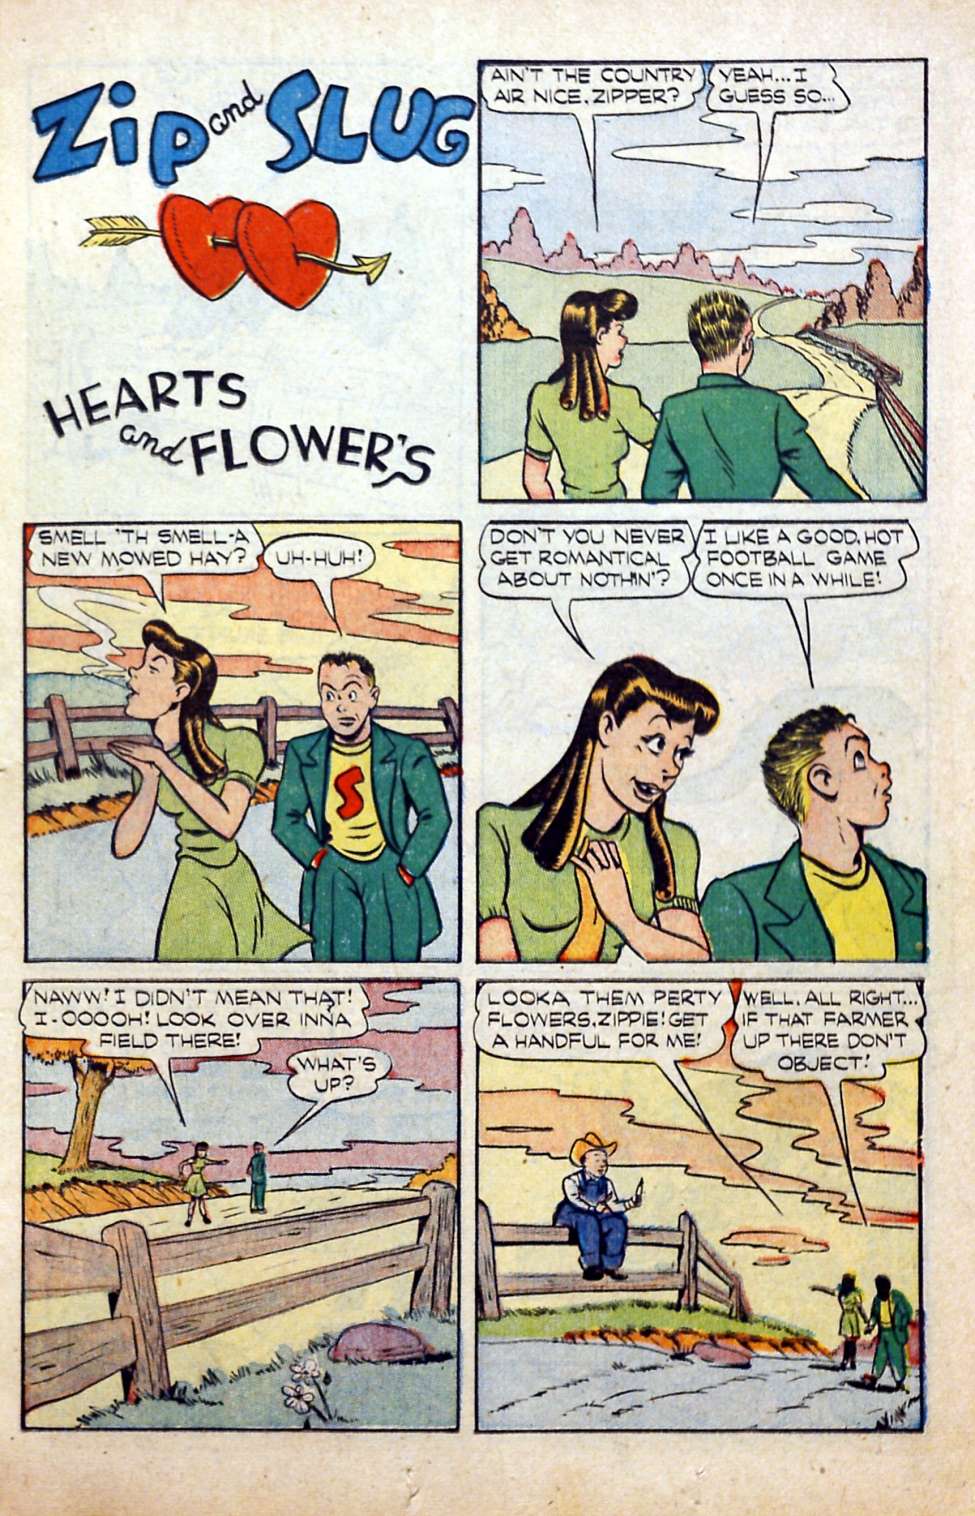 Zip and SLUG
HEARTS
and FLOWER'S
AIN'T THE COUNTRY
AIR NICE, ZIPPER?
YEAH...I
GUESS SO...
SMELL 'TH SMELL-A
NEW MOWED HAY?
UH-HUH!
S
DON'T YOU NEVER
GET ROMANTICAL
ABOUT NOTHIN'?
I LIKE A GOOD, HOT
FOOTBALL GAME
ONCE IN A WHILE!
NAWW! I DIDN'T MEAN THAT!
I-OOOOH! LOOK OVER INNA
FIELD THERE!
WHAT'S
UP?
LOOKA THEM PERTY
FLOWERS, ZIPPIE! GET
A HANDFUL FOR ME!
WELL, ALL RIGHT...
IF THAT FARMER
UP THERE DON'T
OBJECT!